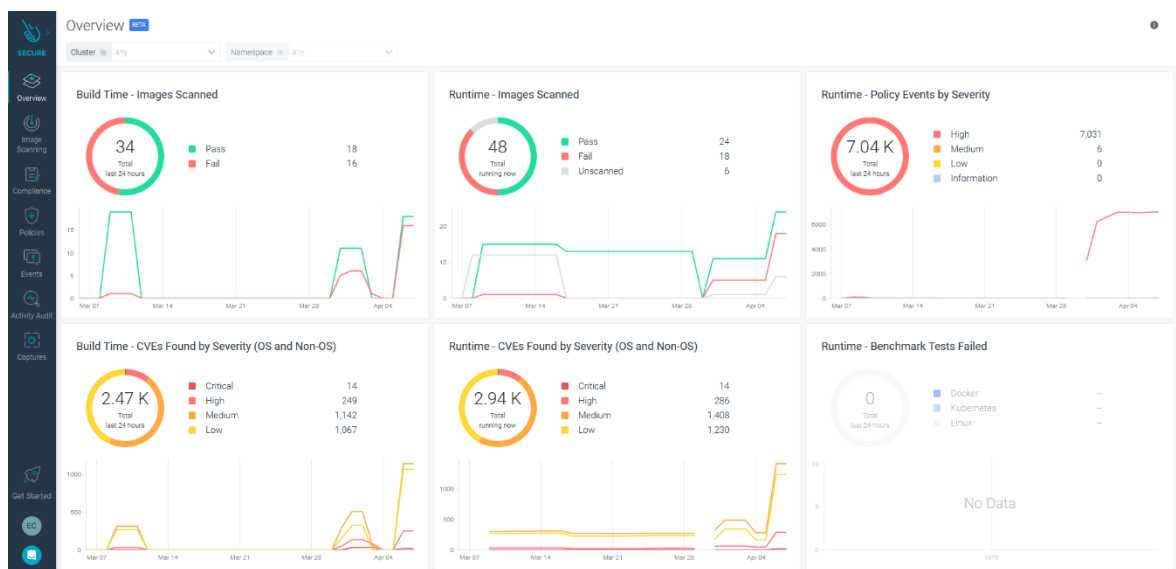 SECURE
Overview
Image
Scanning
Compliance
Policies
Events
Activity Audit
Captures
Get Started
EC
Overview BETA
Cluster is any
Namespace is any
Build Time - Images Scanned
34
Total
last 24 hours
Pass 18
Fail 16
15
10
5
0
Mar 07 Mar 14 Mar 21 Mar 28 Apr 04
Runtime - Images Scanned
48
Total
running now
Pass 24
Fail 18
Unscanned 6
20
10
0
Mar 07 Mar 14 Mar 21 Mar 28 Apr 04
Runtime - Policy Events by Severity
7.04 K
Total
last 24 hours
High 7,031
Medium 6
Low 0
Information 0
6000
4000
2000
0
Mar 07 Mar 14 Mar 21 Mar 28 Apr 04
Build Time - CVEs Found by Severity (OS and Non-OS)
2.47 K
Total
last 24 hours
Critical 14
High 249
Medium 1,142
Low 1,067
1000
500
0
Mar 07 Mar 14 Mar 21 Mar 28 Apr 04
Runtime - CVEs Found by Severity (OS and Non-OS)
2.94 K
Total
running now
Critical 14
High 286
Medium 1,408
Low 1,230
1000
500
0
Mar 07 Mar 14 Mar 21 Mar 28 Apr 04
Runtime - Benchmark Tests Failed
0
Total
last 24 hours
Docker –
Kubernetes –
Linux –
10
5
0
No Data
1970